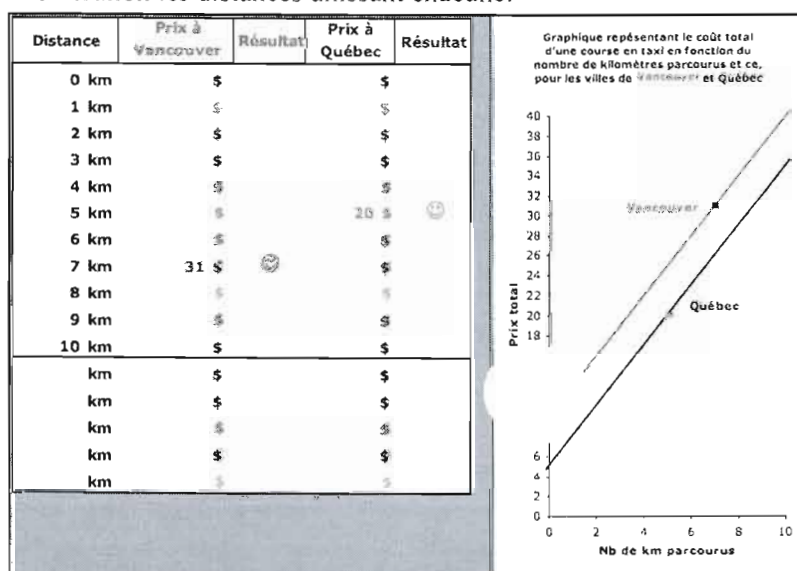 Distance Prix à Vancouver Résultat Prix à Québec Résultat
0 km $ $
1 km $ $
2 km $ $
3 km $ $
4 km $ $
5 km $ 20 $
6 km $ $
7 km 31 $ $
8 km $ $
9 km $ $
10 km $ $
km $ $
km $ $
km $ $
km $ $
km $ $
Graphique repésentant le coût total
d'une course en taxi en fonction du
nombre de kilomètres parcourus et ce,
pour les villes de Vancouver et Québec
Prix total
40
38
36
34
32
30
28
26
24
22
20
18
6
4
2
0
Vancouver
Québec
0 2 4 6 8 10
Nb de km parcourus